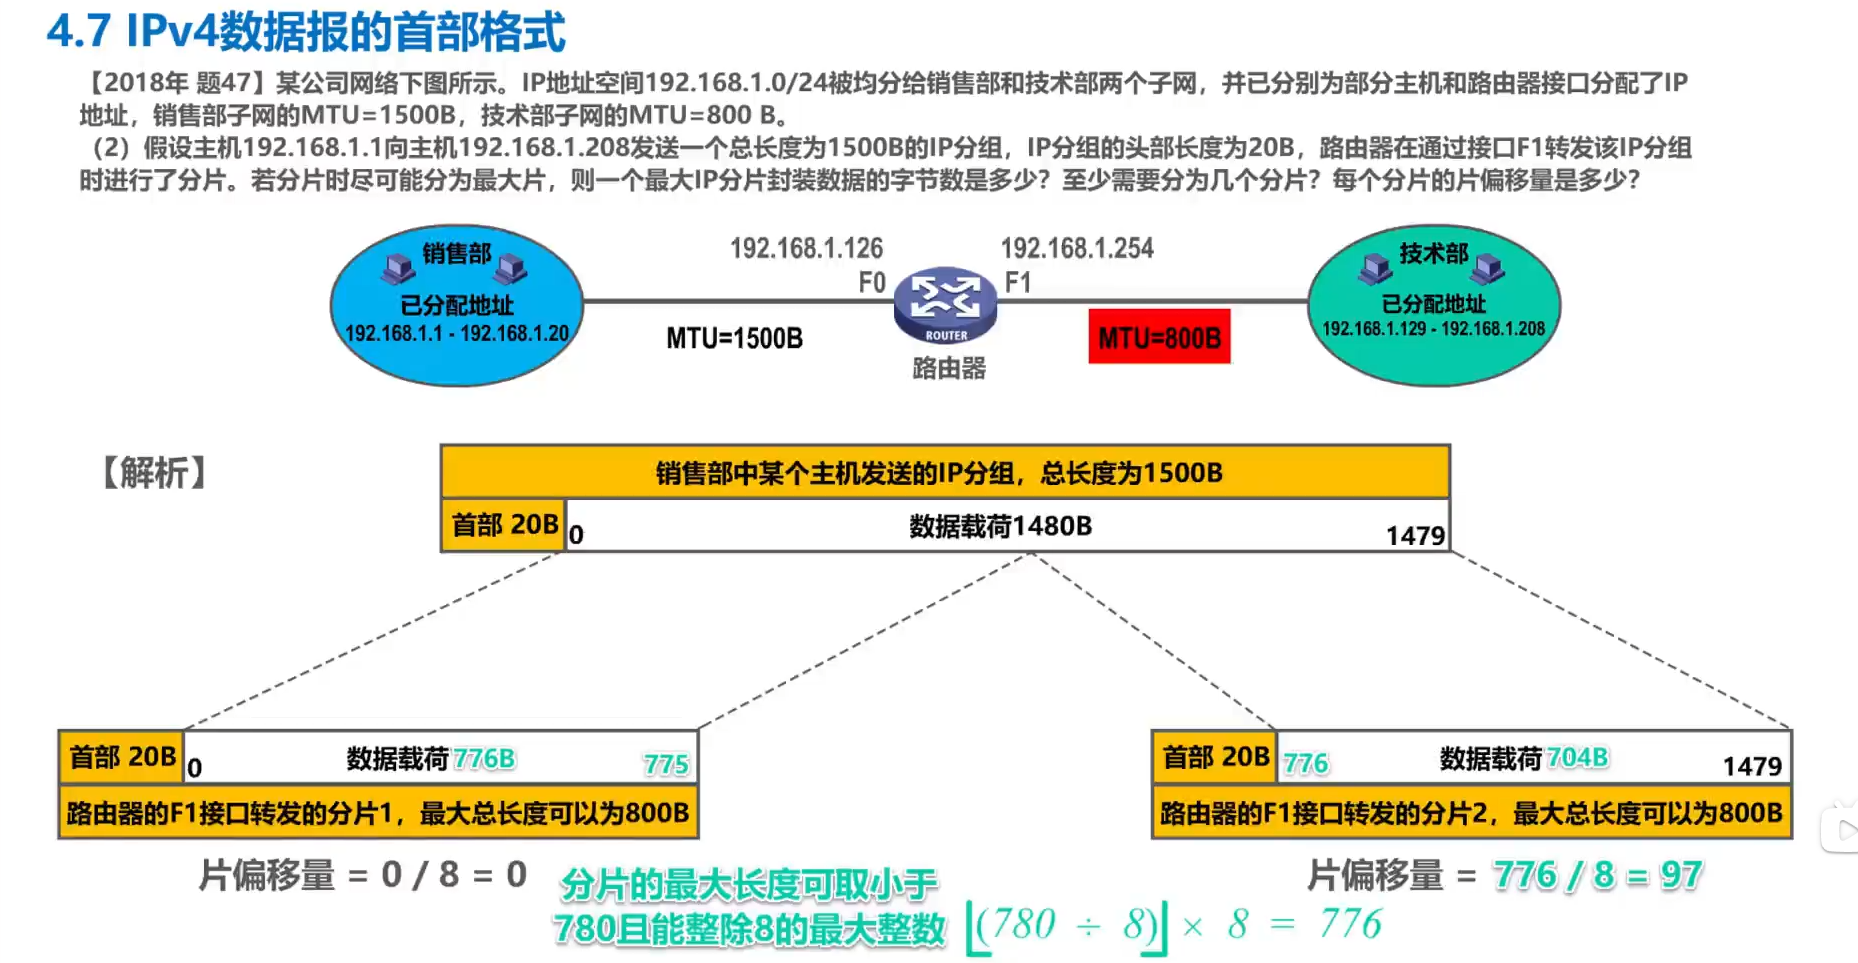 4.7 IPv4数据报的首部格式
【2018年 题47】某公司网络下图所示。IP地址空间192.168.1.0/24被均分给销售部和技术部两个子网，并已分别为部分主机和路由器接口分配了IP
地址，销售部子网的MTU=1500B，技术部子网的MTU=800 B。
（2）假设主机192.168.1.1向主机192.168.1.208发送一个总长度为1500B的IP分组，IP分组的头部长度为20B，路由器在通过接口F1转发该IP分组
时进行了分片。若分片时尽可能分为最大片，则一个最大IP分片封装数据的字节数是多少？至少需要分为几个分片？每个分片的片偏移量是多少？
销售部
已分配地址
192.168.1.1 - 192.168.1.20
192.168.1.126
F0
MTU=1500B
ROUTER
路由器
192.168.1.254
F1
MTU=800B
技术部
已分配地址
192.168.1.129 - 192.168.1.208
【解析】
销售部中某个主机发送的IP分组，总长度为1500B
首部 20B 0 数据载荷1480B 1479
首部 20B 0 数据载荷776B 775
路由器的F1接口转发的分片1，最大总长度可以为800B
片偏移量 = 0 / 8 = 0
首部 20B 776 数据载荷704B 1479
路由器的F1接口转发的分片2，最大总长度可以为800B
片偏移量 = 776 / 8 = 97
分片的最大长度可取小于
780且能整除8的最大整数 ⌊(780 ÷ 8)⌋ × 8 = 776